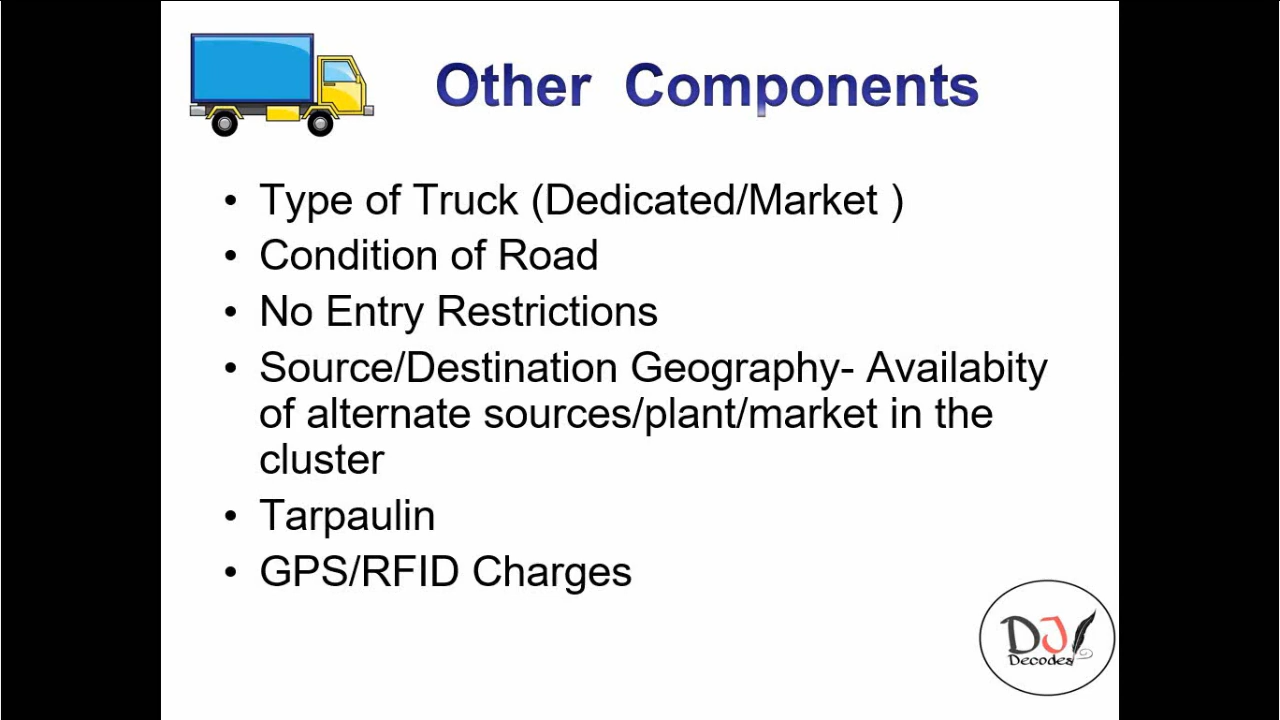 Other Components
• Type of Truck (Dedicated/Market )
• Condition of Road
• No Entry Restrictions
• Source/Destination Geography- Availabity
of alternate sources/plant/market in the
cluster
• Tarpaulin
• GPS/RFID Charges
DJ
Decodes